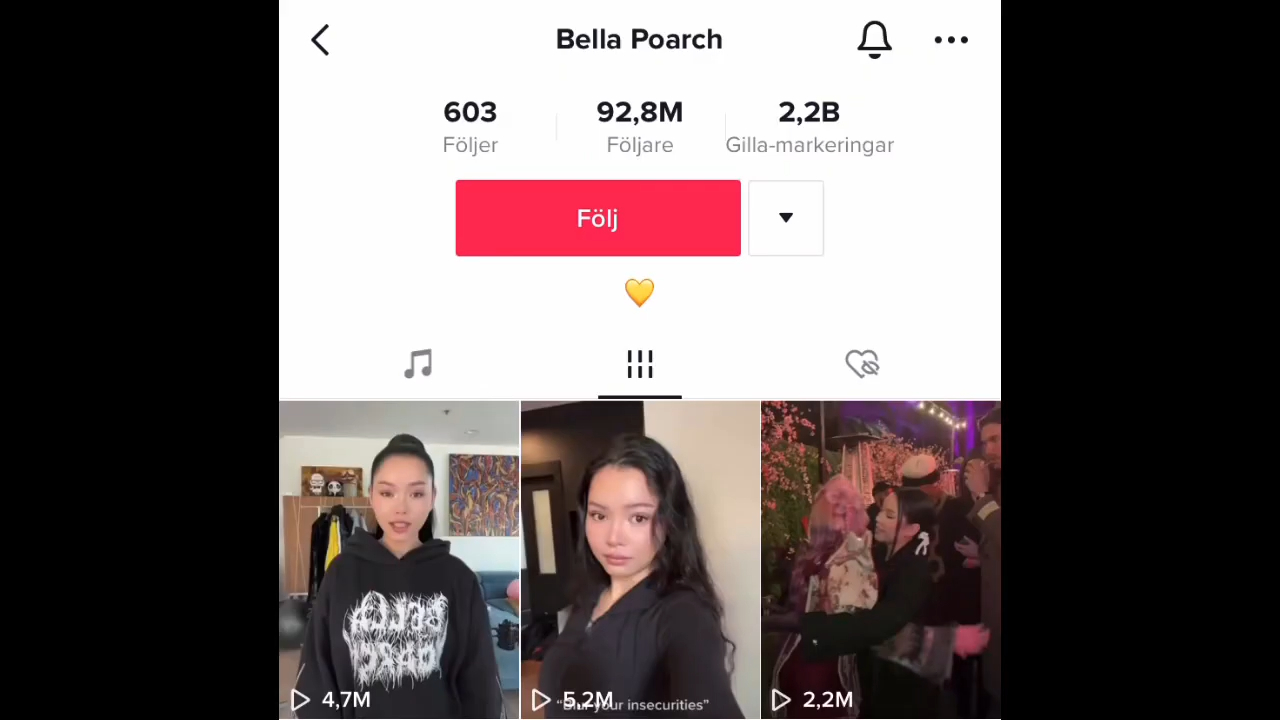 Bella Poarch
603 92,8M 2,2B
Följer Följare Gilla-markeringar
Följ
4,7M 5,2M 2,2M
your insecurities”